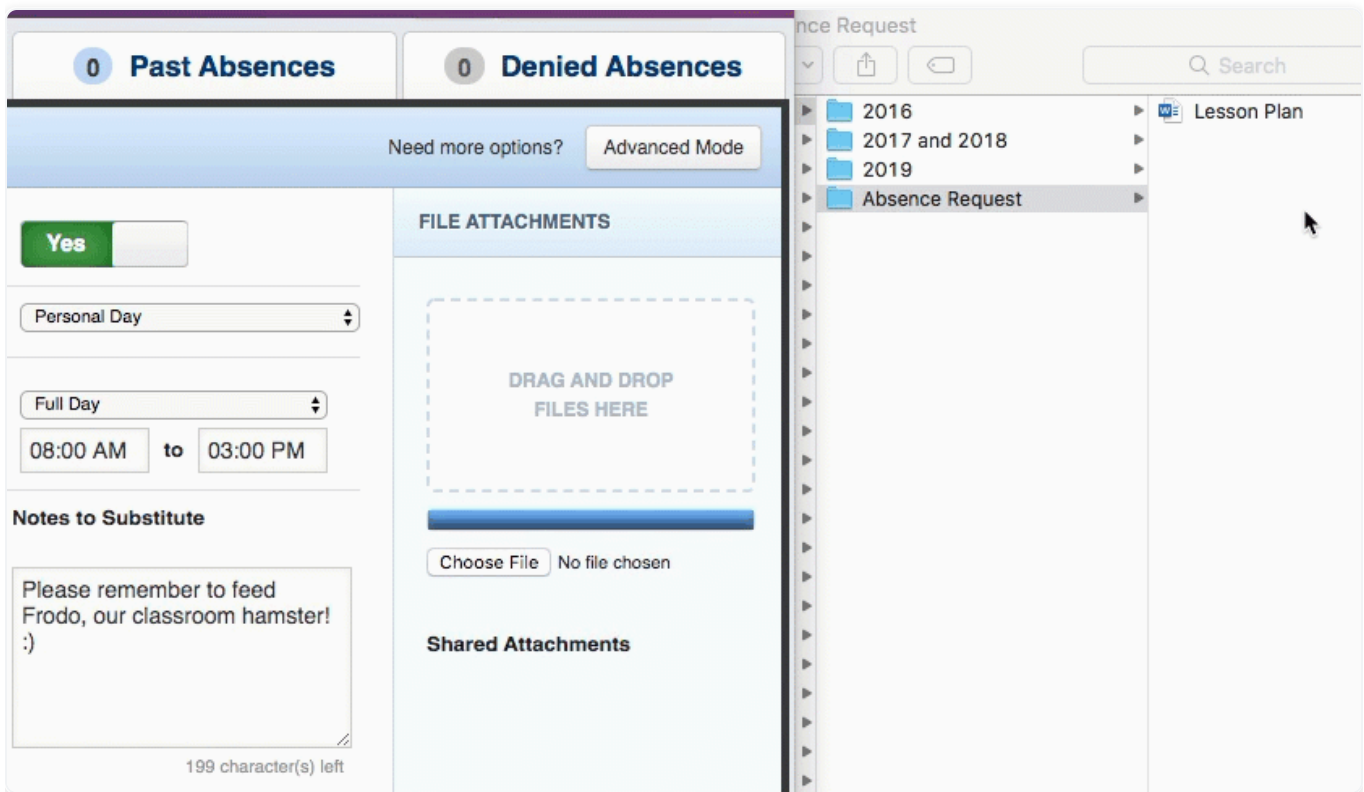 0 Past Absences
0 Denied Absences
Need more options? Advanced Mode
Yes
Personal Day
Full Day
08:00 AM to 03:00 PM
Notes to Substitute
Please remember to feed
Frodo, our classroom hamster!
:)
199 character(s) left
FILE ATTACHMENTS
DRAG AND DROP
FILES HERE
Choose File No file chosen
Shared Attachments
nce Request
Search
2016
2017 and 2018
2019
Absence Request
Lesson Plan